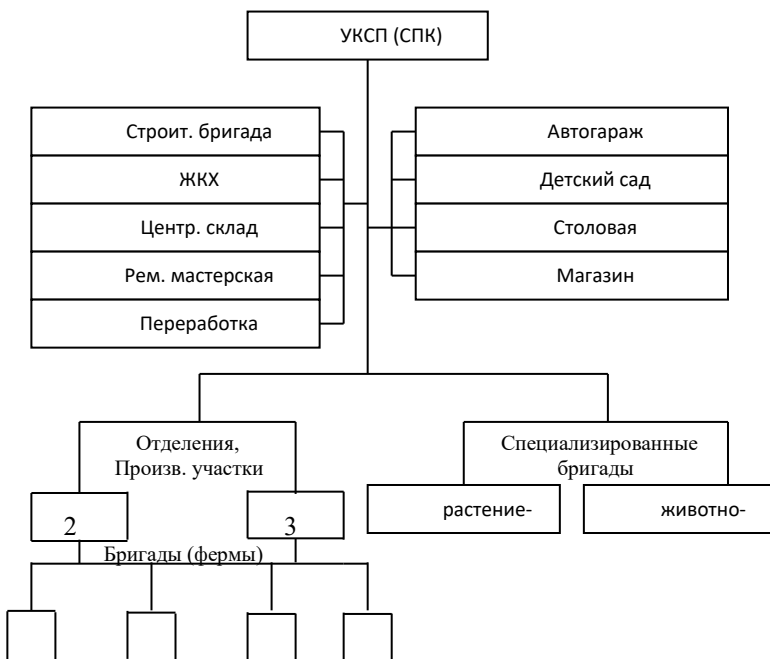 УКСП (СПК)
Строит. бригада
ЖКХ
Центр. склад
Рем. мастерская
Переработка
Автогараж
Детский сад
Столовая
Магазин
Отделения,
Произв. участки
Специализированные
бригады
2
3
растение-
животно-
Бригады (фермы)